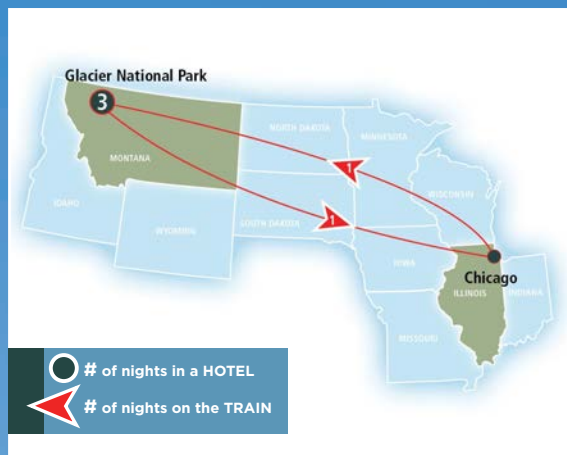 Glacier National Park
3
NORTH DAKOTA
MINNESOTA
MONTANA
1
WISCONSIN
IDAHO
1
SOUTH DAKOTA
WYOMING
IOWA
Chicago
ILLINOIS
INDIANA
MISSOURI
# of nights in a HOTEL
# of nights on the TRAIN